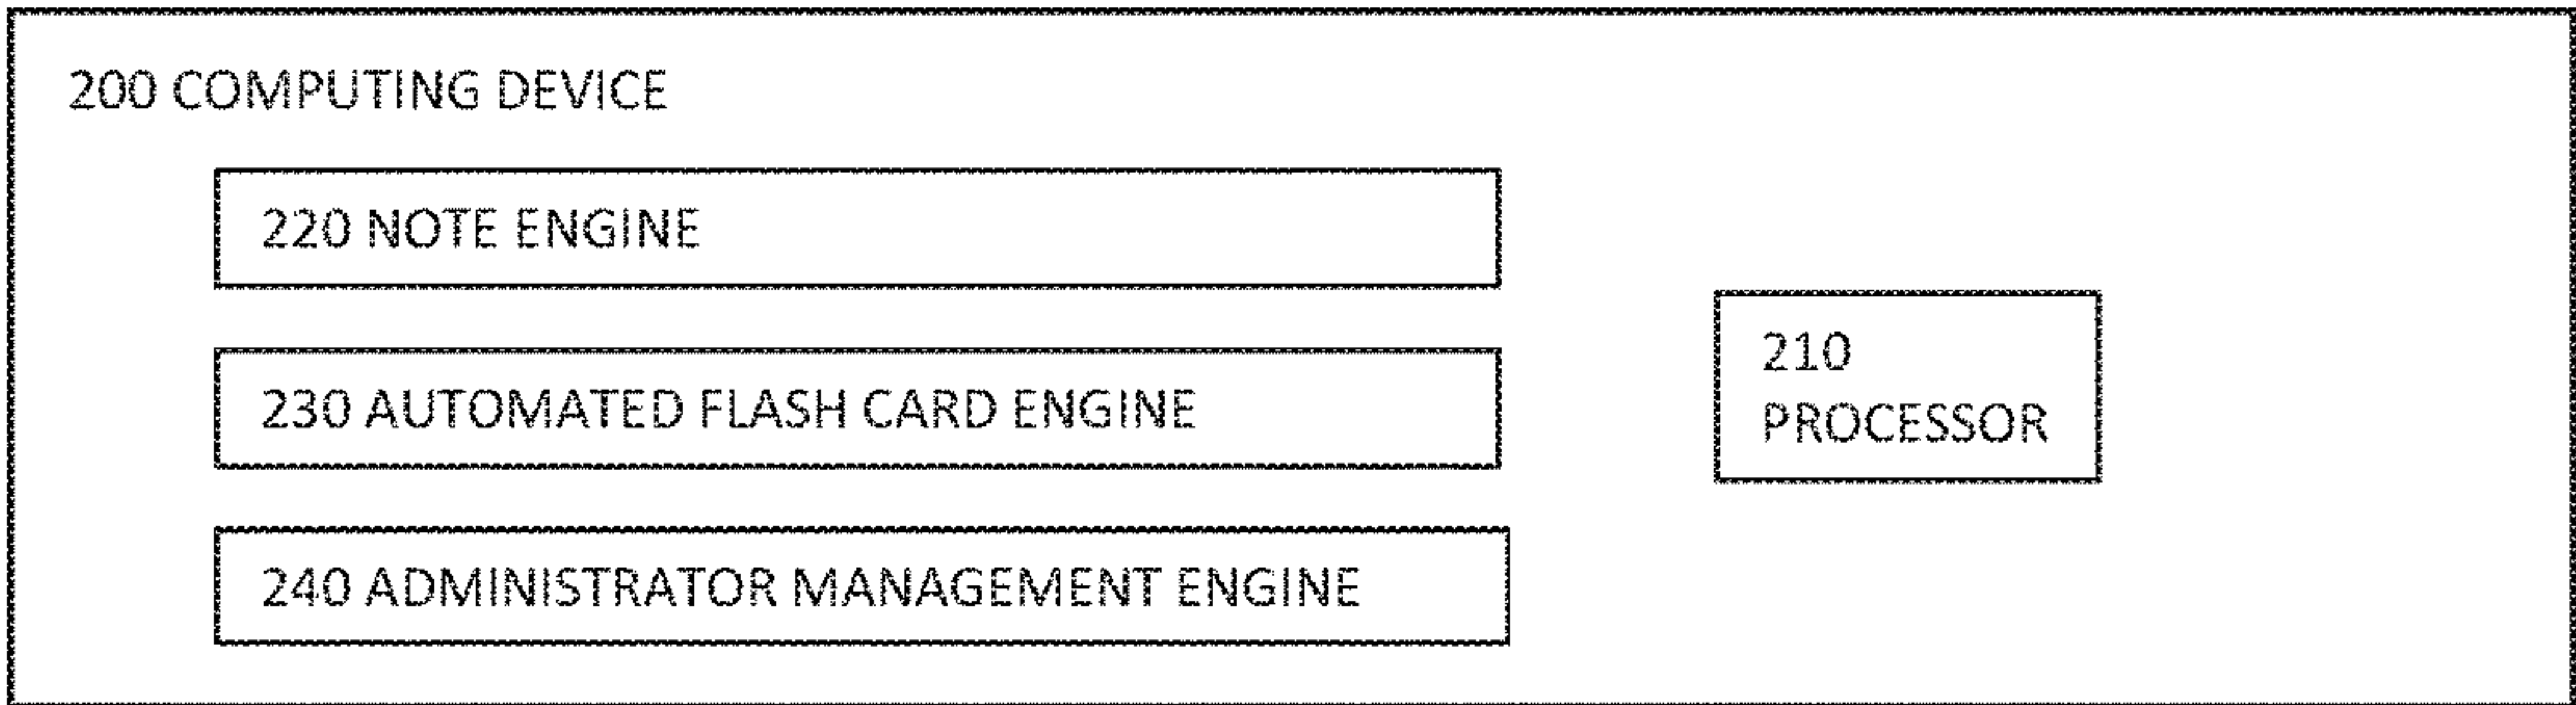 200 COMPUTING DEVICE
220 NOTE ENGINE
230 AUTOMATED FLASH CARD ENGINE
240 ADMINISTRATOR MANAGEMENT ENGINE
210
PROCESSOR